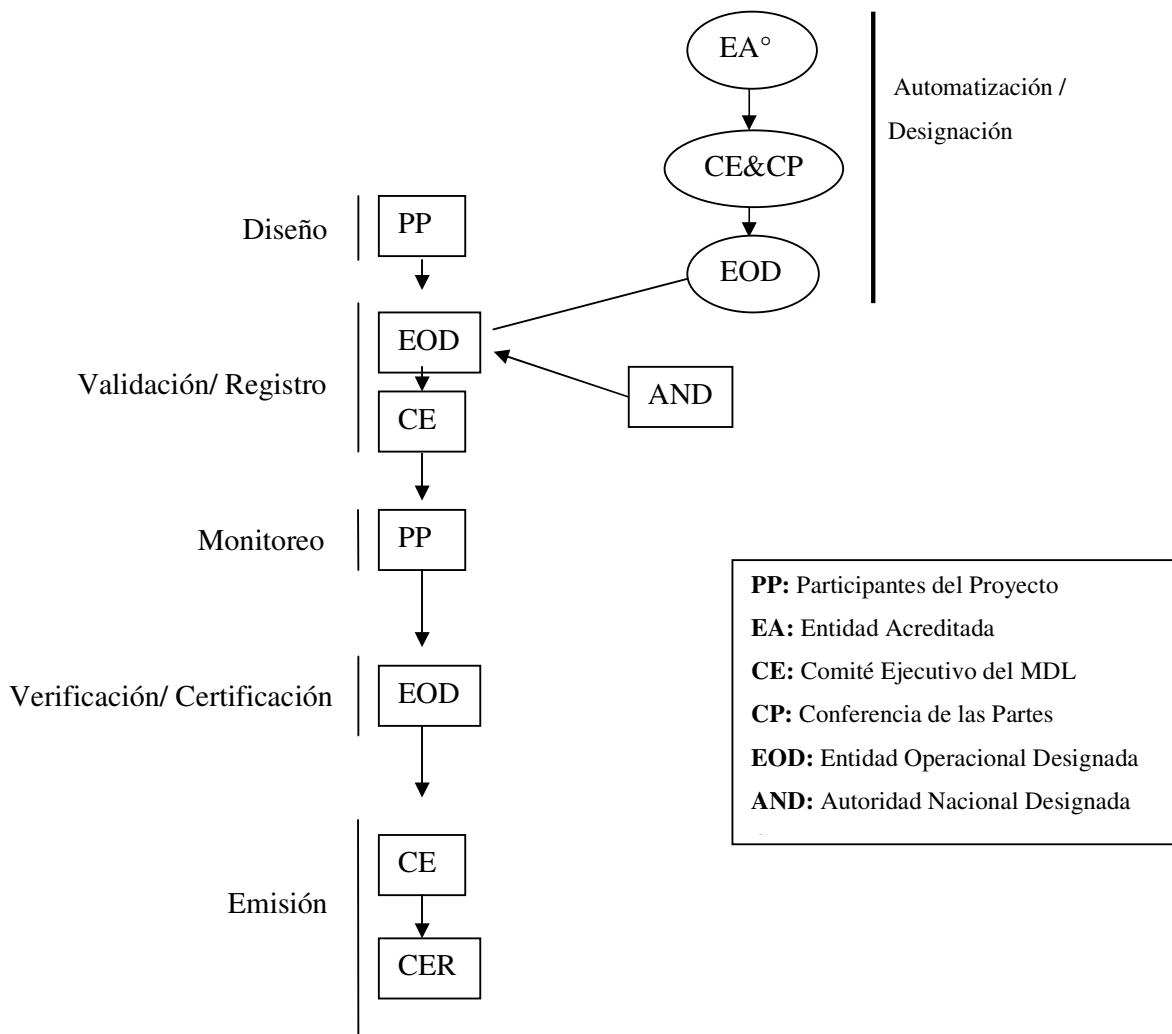 EA°
Automatización /
Designación
CE&CP
EOD
Diseño
PP
EOD
Validación/ Registro
CE
AND
Monitoreo
PP
Verificación/ Certificación
EOD
Emisión
CE
CER
PP: Participantes del Proyecto
EA: Entidad Acreditada
CE: Comité Ejecutivo del MDL
CP: Conferencia de las Partes
EOD: Entidad Operacional Designada
AND: Autoridad Nacional Designada